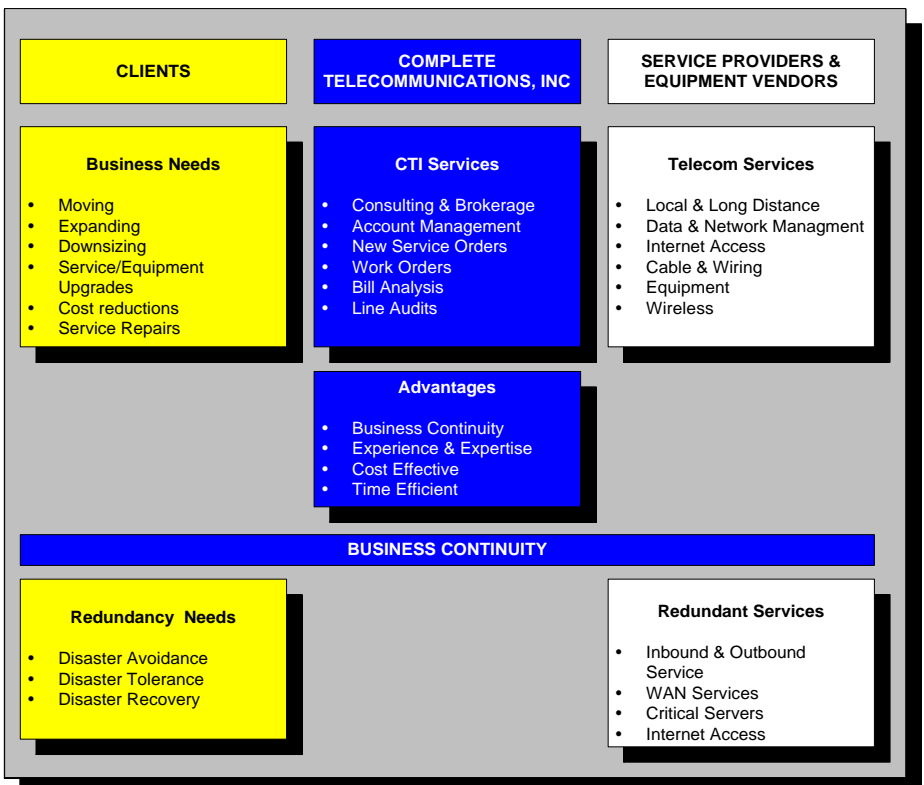 CLIENTS
COMPLETE
TELECOMMUNICATIONS, INC
SERVICE PROVIDERS &
EQUIPMENT VENDORS
Business Needs
• Moving
• Expanding
• Downsizing
• Service/Equipment
Upgrades
• Cost reductions
• Service Repairs
CTI Services
• Consulting & Brokerage
• Account Management
• New Service Orders
• Work Orders
• Bill Analysis
• Line Audits
Telecom Services
• Local & Long Distance
• Data & Network Managment
• Internet Access
• Cable & Wiring
• Equipment
• Wireless
Advantages
• Business Continuity
• Experience & Expertise
• Cost Effective
• Time Efficient
BUSINESS CONTINUITY
Redundancy Needs
• Disaster Avoidance
• Disaster Tolerance
• Disaster Recovery
Redundant Services
• Inbound & Outbound
Service
• WAN Services
• Critical Servers
• Internet Access